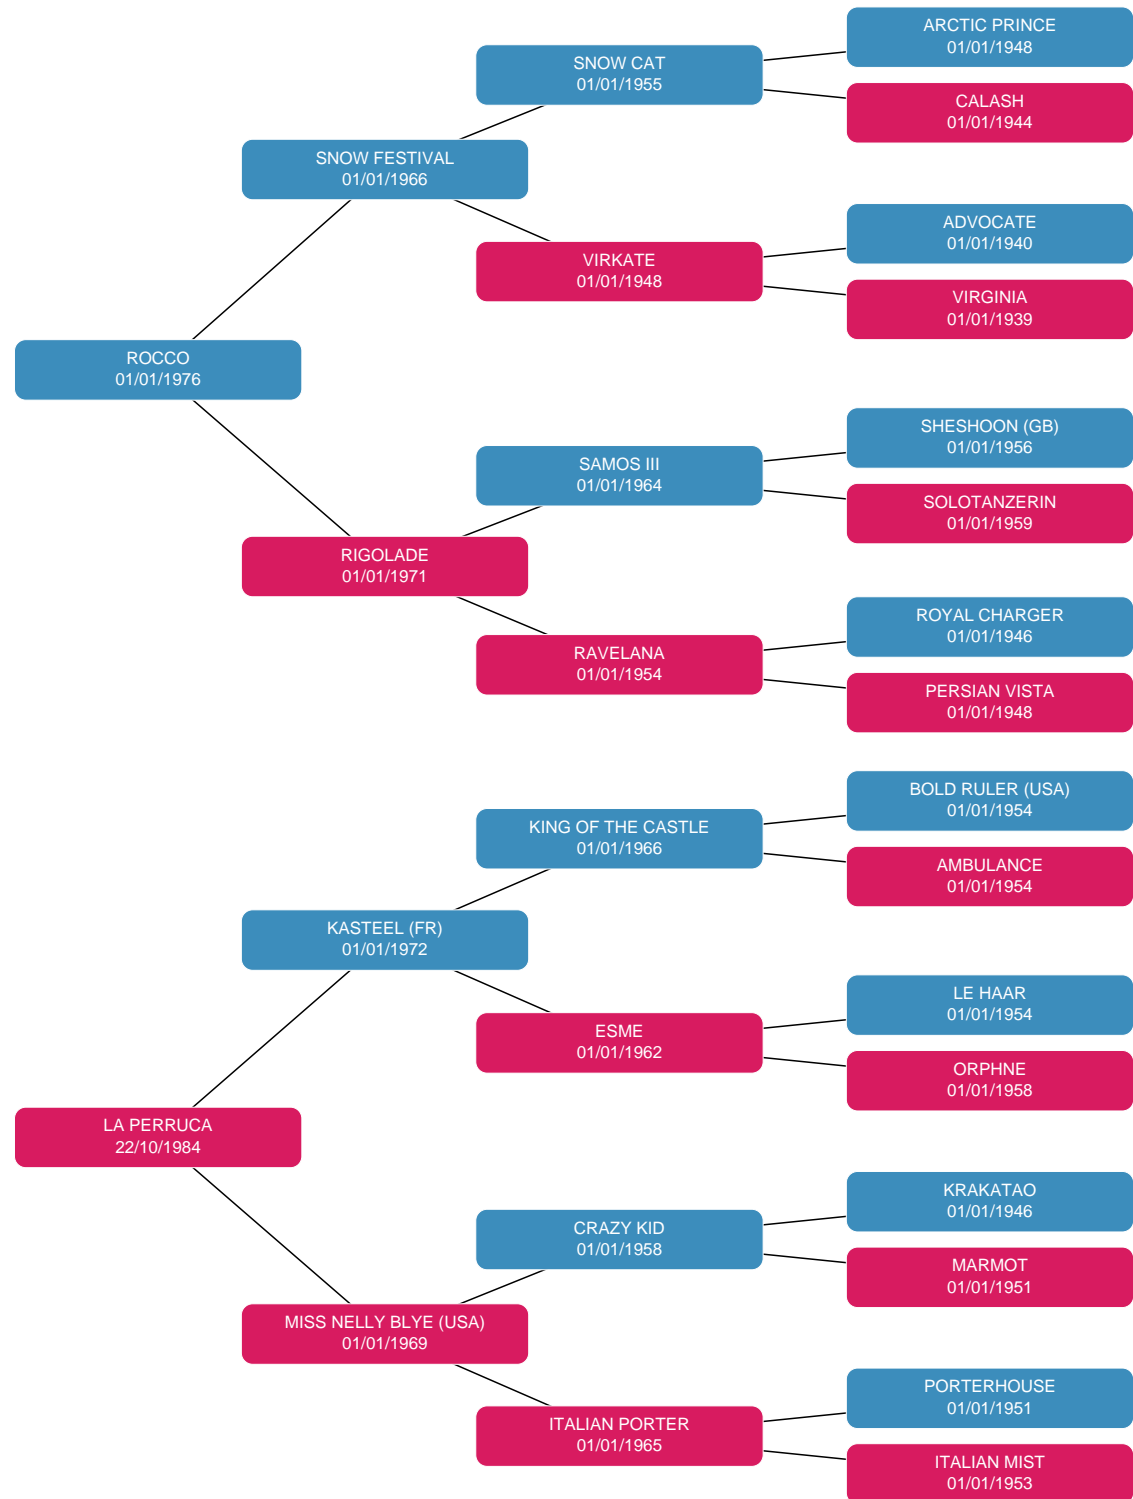 ARCTIC PRINCE
01/01/1948
SNOW CAT
01/01/1955
CALASH
01/01/1944
SNOW FESTIVAL
01/01/1966
ADVOCATE
01/01/1940
VIRKATE
01/01/1948
VIRGINIA
01/01/1939
ROCCO
01/01/1976
SHESHOON (GB)
01/01/1956
SAMOS III
01/01/1964
SOLOTANZERIN
01/01/1959
RIGOLADE
01/01/1971
ROYAL CHARGER
01/01/1946
RAVELANA
01/01/1954
PERSIAN VISTA
01/01/1948
BOLD RULER (USA)
01/01/1954
KING OF THE CASTLE
01/01/1966
AMBULANCE
01/01/1954
KASTEEL (FR)
01/01/1972
LE HAAR
01/01/1954
ESME
01/01/1962
ORPHNE
01/01/1958
LA PERRUCA
22/10/1984
KRAKATAO
01/01/1946
CRAZY KID
01/01/1958
MARMOT
01/01/1951
MISS NELLY BLYE (USA)
01/01/1969
PORTERHOUSE
01/01/1951
ITALIAN PORTER
01/01/1965
ITALIAN MIST
01/01/1953